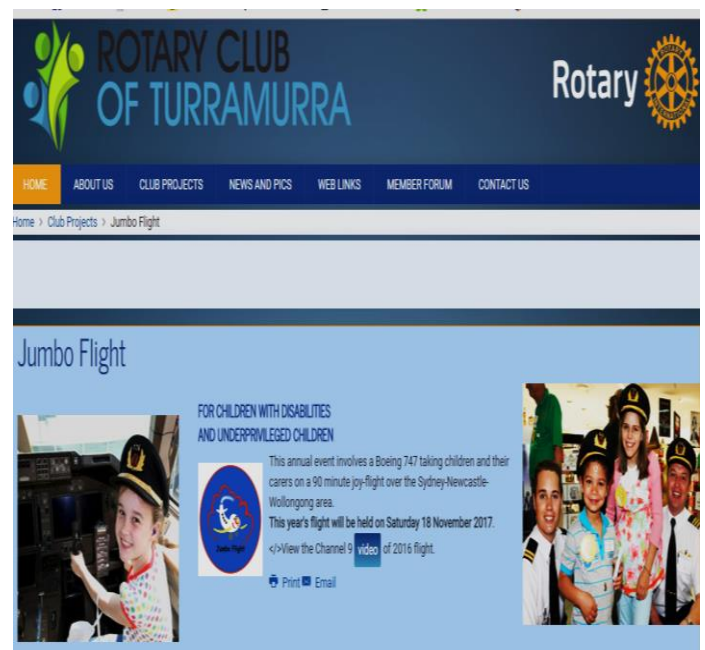 ROTARY CLUB
OF TURRAMURRA
Rotary
ROTARY
INTERNATIONAL
HOME ABOUT US CLUB PROJECTS NEWS AND PICS WEB LINKS MEMBER FORUM CONTACT US
Home > Club Projects > Jumbo Flight
Jumbo Flight
FOR CHILDREN WITH DISABILITIES
AND UNDERPRIVILEGED CHILDREN
This annual event involves a Boeing 747 taking children and their
carers on a 90 minute joy-flight over the Sydney-Newcastle-
Wollongong area.
This year's flight will be held on Saturday 18 November 2017.
</>View the Channel 9 video of 2016 flight.
Jumbo Flight
Print Email